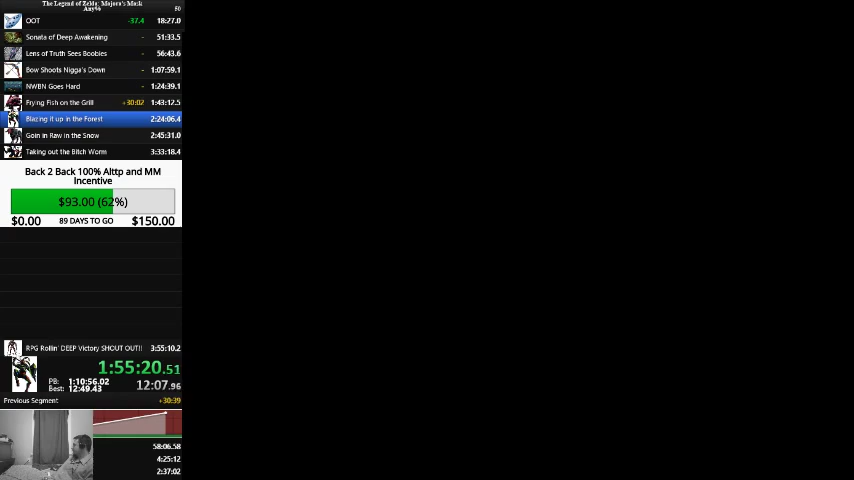 The Legend of Zelda: Majora's Mask
Any% 50
OOT -37.4 18:27.0
Sonata of Deep Awakening - 51:33.5
Lens of Truth Sees Boobies - 56:43.6
Bow Shoots Nigga's Down - 1:07:59.1
NWBN Goes Hard - 1:24:39.1
Frying Fish on the Grill +30:02 1:43:12.5
Blazing it up in the Forest 2:24:06.4
Goin in Raw in the Snow 2:45:31.0
Taking out the Bitch Worm 3:33:18.4
Back 2 Back 100% Alttp and MM
Incentive
$93.00 (62%)
$0.00 89 DAYS TO GO $150.00
RPG Rollin' DEEP Victory SHOUT OUT!! 3:55:10.2
1:55:20.51
PB: 1:10:56.02 12:07.96
Best: 12:49.43
Previous Segment +30:39
58:06.58
4:25:12
2:37:02